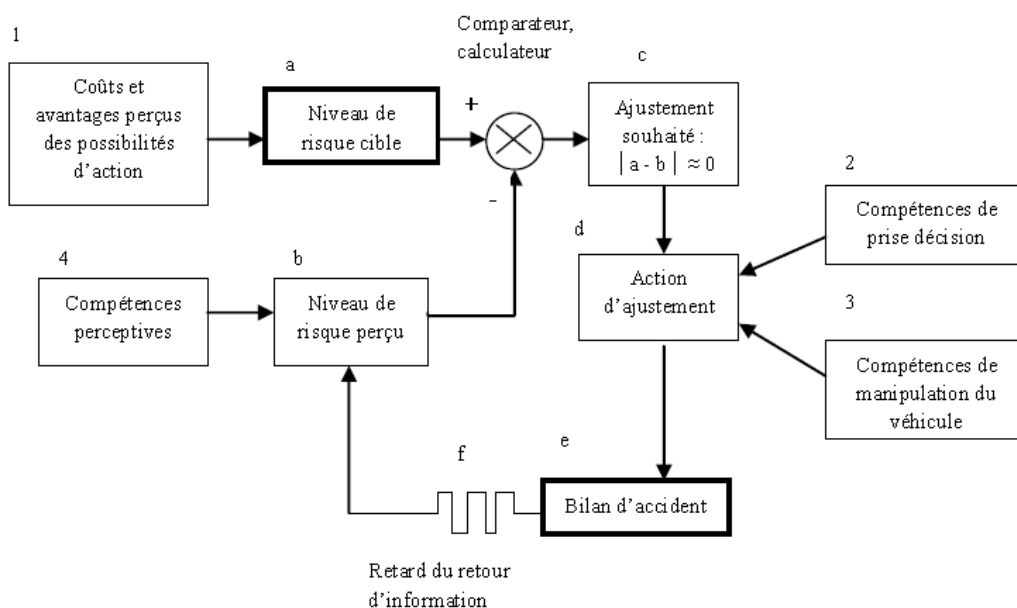 1
Coûts et
avantages perçus
des possibilités
d'action
a
Niveau de
risque cible
+
Comparateur,
calculateur
-
c
Ajustement
souhaité :
| a - b | ≈ 0
2
Compétences de
prise décision
d
Action
d'ajustement
3
Compétences de
manipulation du
véhicule
4
Compétences
perceptives
b
Niveau de
risque perçu
e
Bilan d'accident
f
Retard du retour
d'information